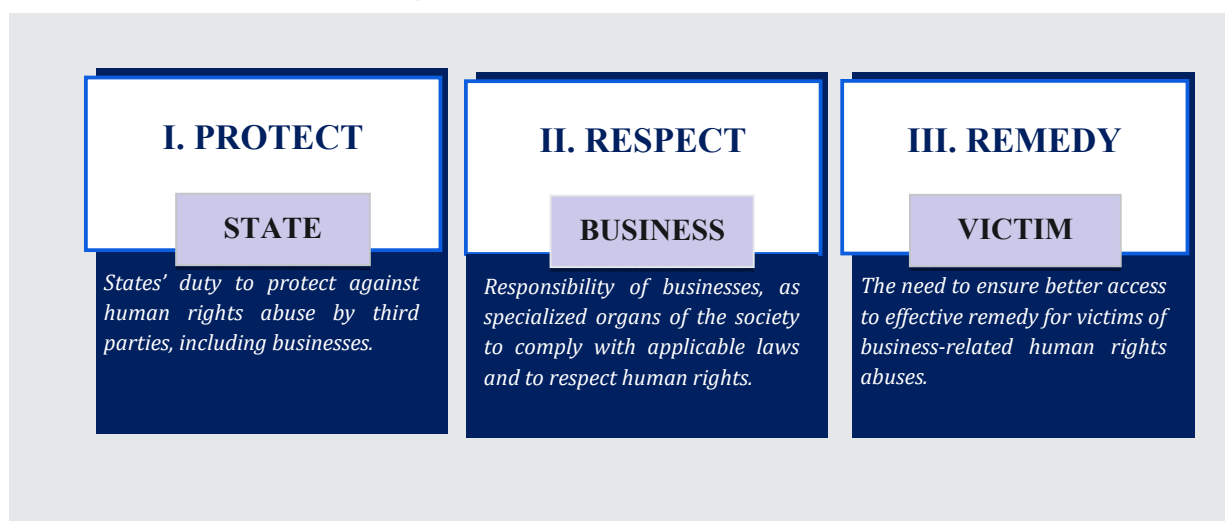 I. PROTECT
STATE
States’ duty to protect against
human rights abuse by third
parties, including businesses.
II. RESPECT
BUSINESS
Responsibility of businesses, as
specialized organs of the society
to comply with applicable laws
and to respect human rights.
III. REMEDY
VICTIM
The need to ensure better access
to effective remedy for victims of
business-related human rights
abuses.